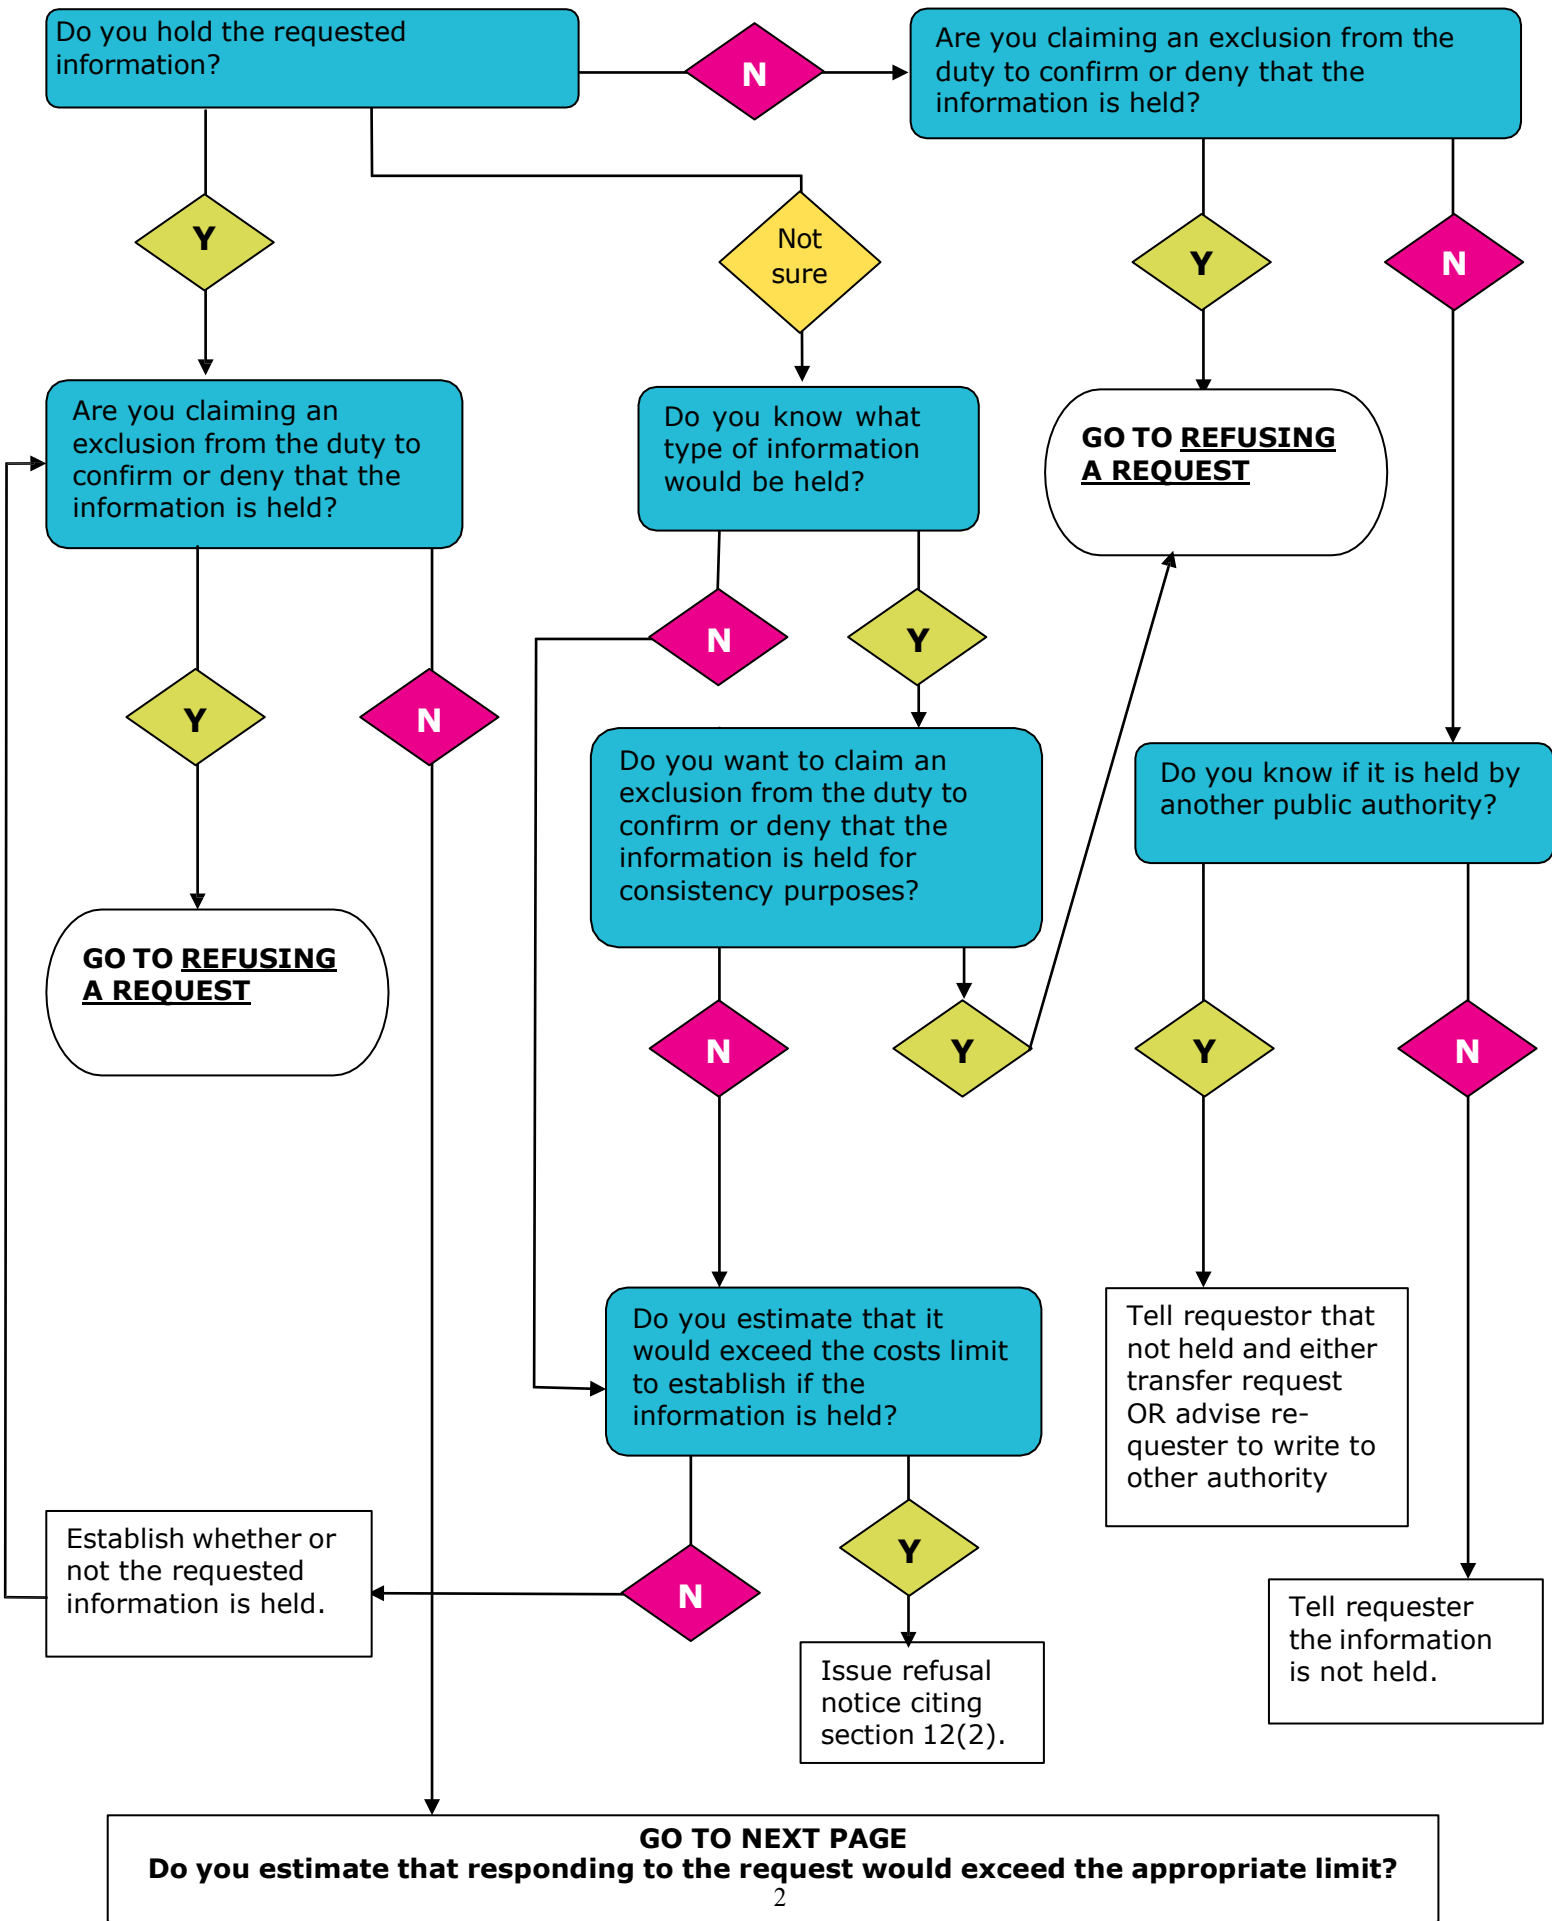 Do you hold the requested
information?
N
Are you claiming an exclusion from the
duty to confirm or deny that the
information is held?
Y
Not
sure
Y
N
Are you claiming an
exclusion from the duty to
confirm or deny that the
information is held?
Do you know what
type of information
would be held?
GO TO REFUSING
A REQUEST
N
Y
Y
N
Do you want to claim an
exclusion from the duty to
confirm or deny that the
information is held for
consistency purposes?
Do you know if it is held by
another public authority?
GO TO REFUSING
A REQUEST
N
Y
Y
N
Do you estimate that it
would exceed the costs limit
to establish if the
information is held?
Tell requestor that
not held and either
transfer request
OR advise re-
quester to write to
other authority
Establish whether or
not the requested
information is held.
N
Y
Tell requester
the information
is not held.
Issue refusal
notice citing
section 12(2).
GO TO NEXT PAGE
Do you estimate that responding to the request would exceed the appropriate limit?
2